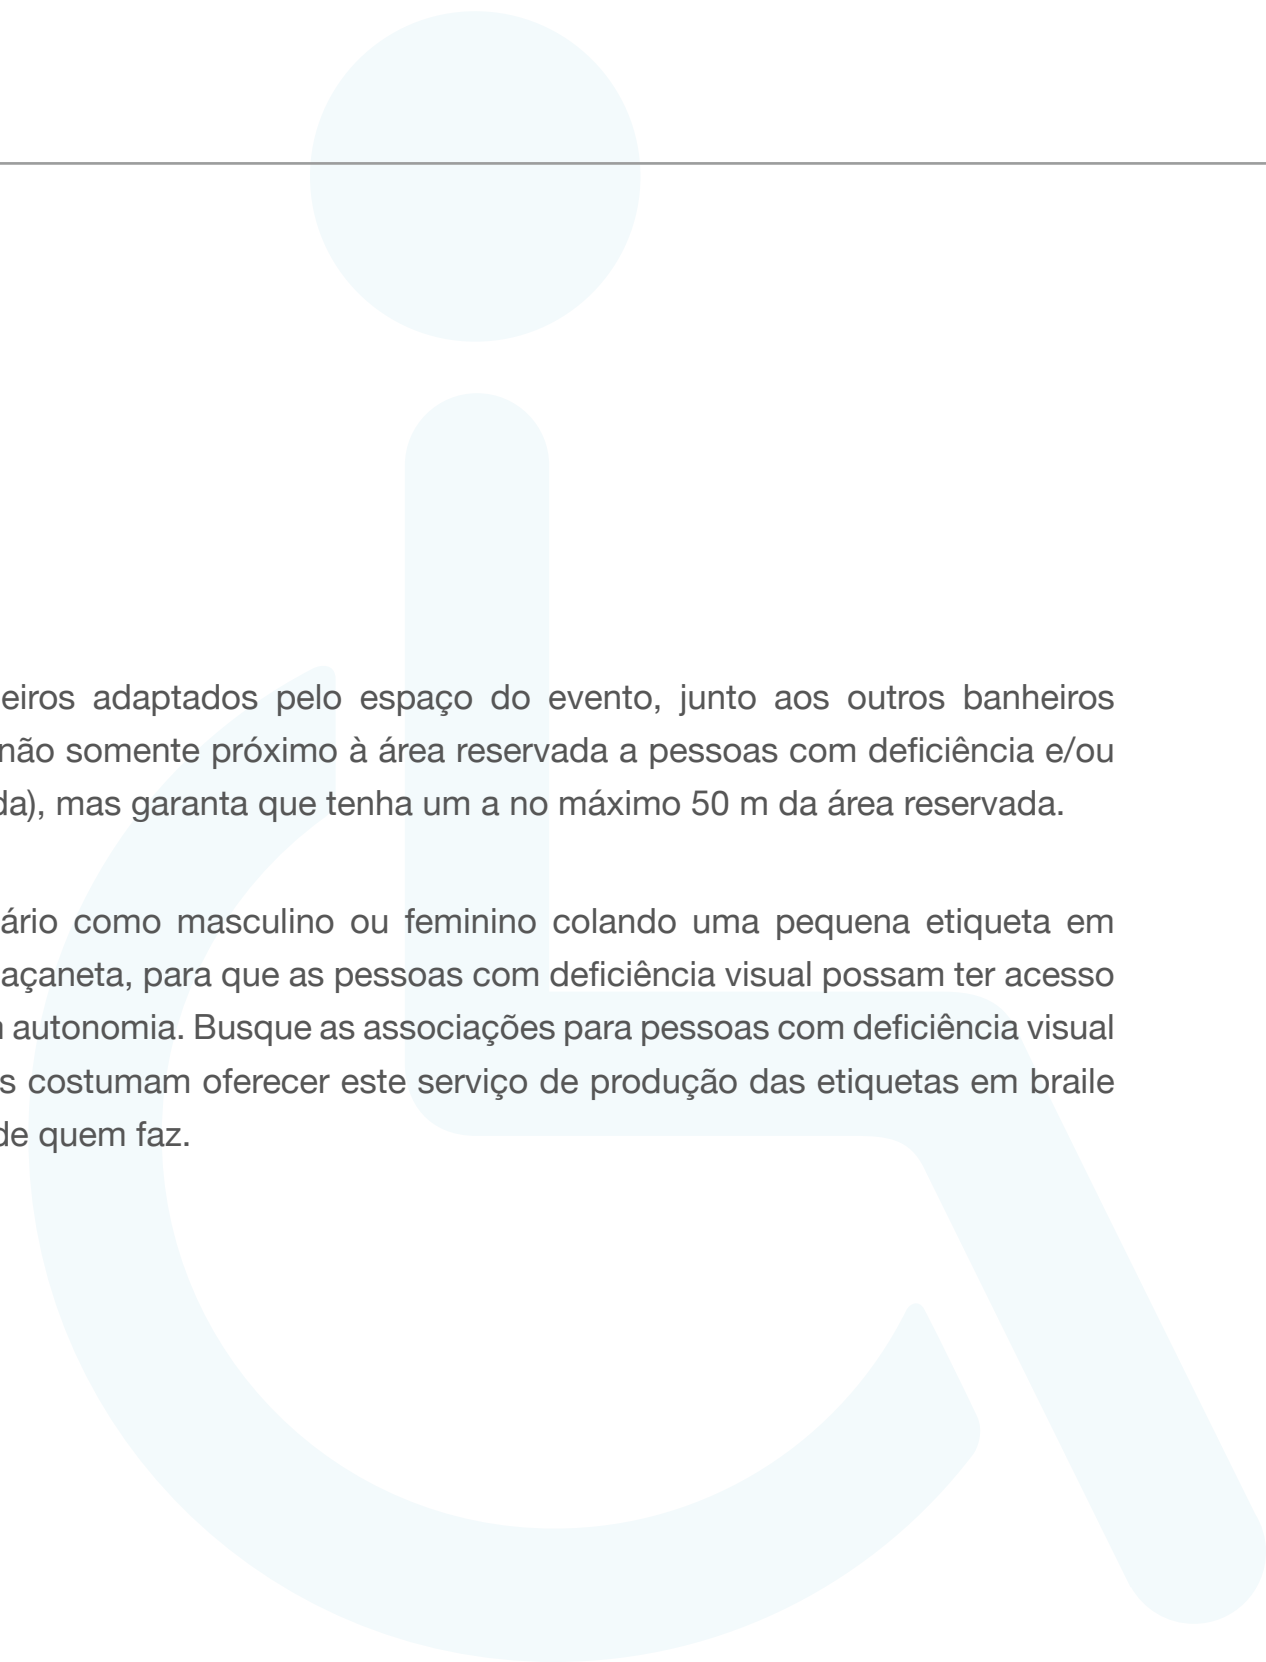 eiros adaptados pelo espaço do evento, junto aos outros banheiros
não somente próximo à área reservada a pessoas com deficiência e/ou
da), mas garanta que tenha um a no máximo 50 m da área reservada.
ário como masculino ou feminino colando uma pequena etiqueta em
açaneta, para que as pessoas com deficiência visual possam ter acesso
autonomia. Busque as associações para pessoas com deficiência visual
s costumam oferecer este serviço de produção das etiquetas em braile
de quem faz.